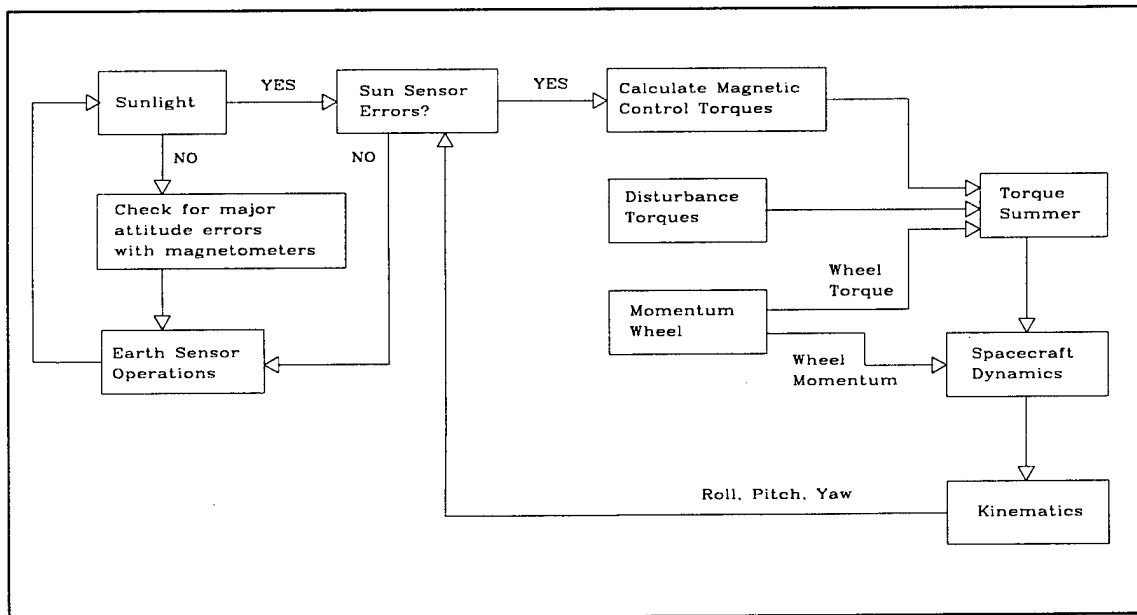 Sunlight
YES
Sun Sensor
Errors?
YES
Calculate Magnetic
Control Torques
NO
NO
Check for major
attitude errors
with magnetometers
Disturbance
Torques
Torque
Summer
Wheel
Torque
Momentum
Wheel
Earth Sensor
Operations
Wheel
Momentum
Spacecraft
Dynamics
Roll, Pitch, Yaw
Kinematics